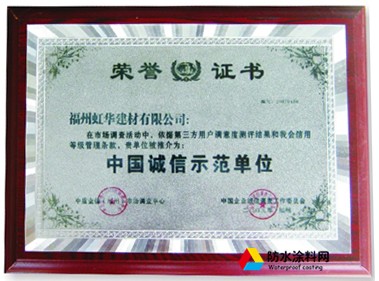 荣誉证书
福州虹华建材有限公司:
在市场调查活动中，依据第三方用户满意度测评结果和我会信用
等级管理条款，贵单位被推介为:
中国诚信示范单位
防水涂料网
Waterproof coating